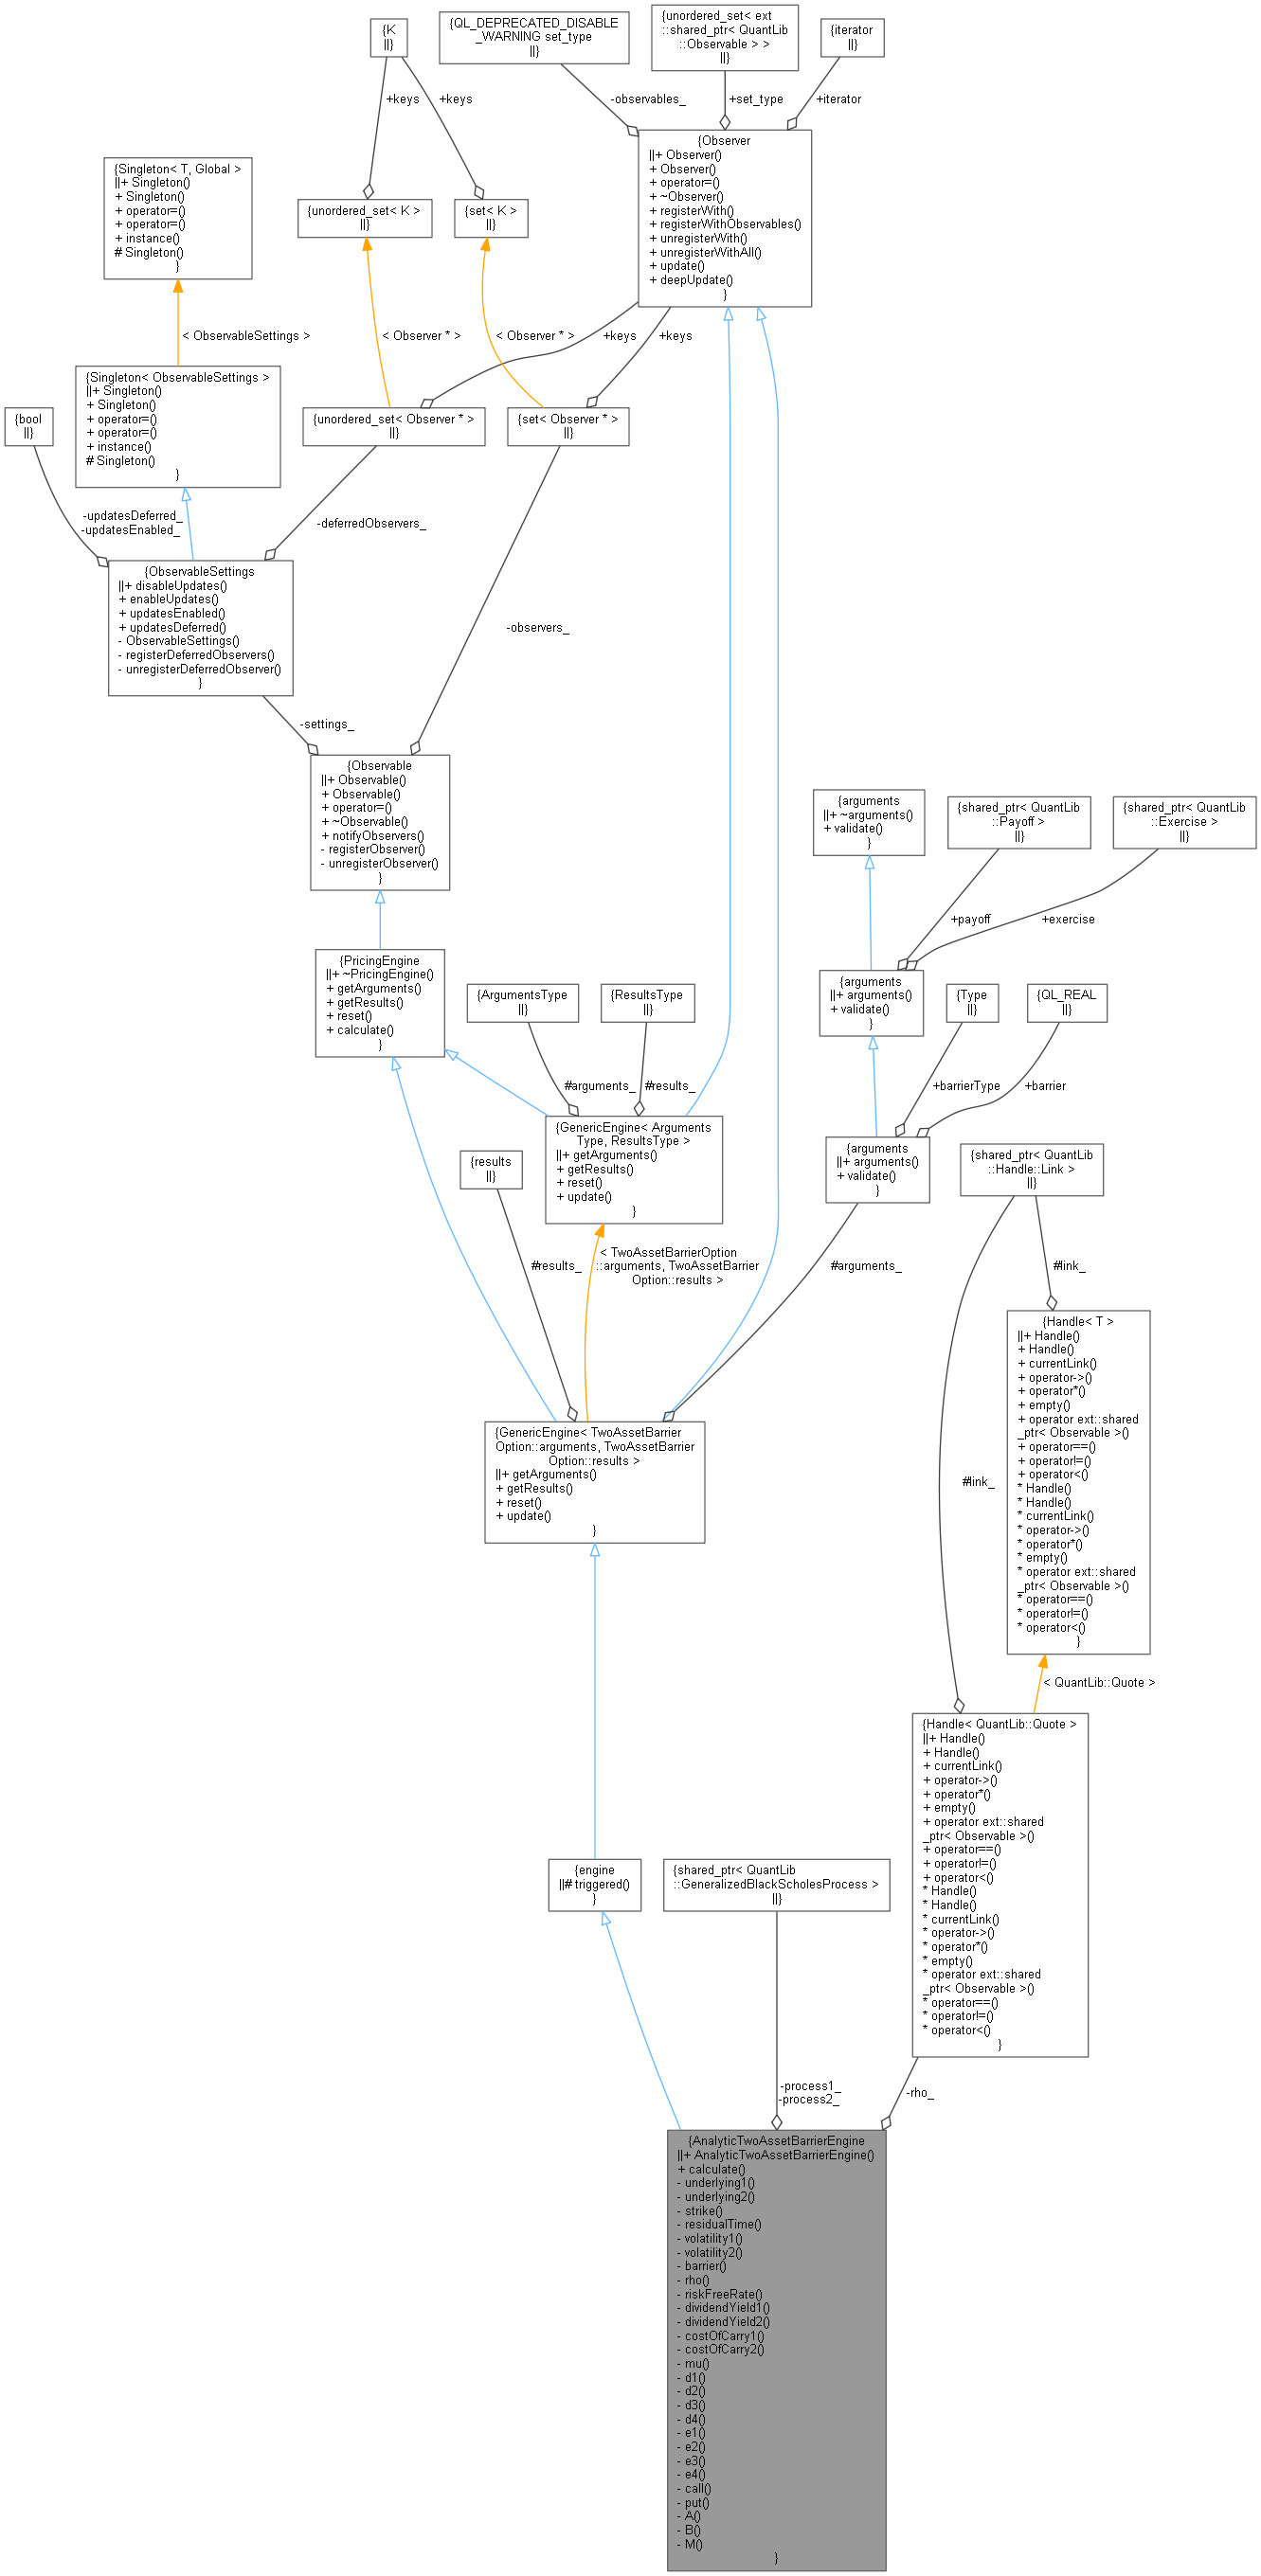 {K
||}
{QL_DEPRECATED_DISABLE
_WARNING set_type
||}
{unordered_set< ext
::shared_ptr< QuantLib
::Observable > >
||}
{iterator
||}
+keys
+keys
-observables_
+set_type
+iterator
{Singleton< T, Global >
||+ Singleton()
+ Singleton()
+ operator=()
+ operator=()
+ instance()
# Singleton()
}
{unordered_set< K >
||}
{set< K >
||}
{Observer
||+ Observer()
+ Observer()
+ operator=()
+ ~Observer()
+ registerWith()
+ registerWithObservables()
+ unregisterWith()
+ unregisterWithAll()
+ update()
+ deepUpdate()
}
< ObservableSettings >
< Observer * >
< Observer * >
+keys
+keys
{Singleton< ObservableSettings >
||+ Singleton()
+ Singleton()
+ operator=()
+ operator=()
+ instance()
# Singleton()
}
{bool
||}
{unordered_set< Observer * >
||}
{set< Observer * >
||}
-updatesDeferred_
-updatesEnabled_
-deferredObservers_
{ObservableSettings
||+ disableUpdates()
+ enableUpdates()
+ updatesEnabled()
+ updatesDeferred()
- ObservableSettings()
- registerDeferredObservers()
- unregisterDeferredObserver()
}
-observers_
-settings_
{Observable
||+ Observable()
+ Observable()
+ operator=()
+ ~Observable()
+ notifyObservers()
- registerObserver()
- unregisterObserver()
}
{arguments
||+ ~arguments()
+ validate()
}
{shared_ptr< QuantLib
::Payoff >
||}
{shared_ptr< QuantLib
::Exercise >
||}
+payoff
+exercise
{PricingEngine
||+ ~PricingEngine()
+ getArguments()
+ getResults()
+ reset()
+ calculate()
}
{ArgumentsType
||}
{ResultsType
||}
{arguments
||+ arguments()
+ validate()
}
{Type
||}
{QL_REAL
||}
#arguments_
#results_
+barrierType
+barrier
{GenericEngine< Arguments
Type, ResultsType >
||+ getArguments()
+ getResults()
+ reset()
+ update()
}
{results
||}
{arguments
||+ arguments()
+ validate()
}
{shared_ptr< QuantLib
::Handle::Link >
||}
#results_
< TwoAssetBarrierOption
::arguments, TwoAssetBarrier
Option::results >
#arguments_
#link_
{Handle< T >
||+ Handle()
+ Handle()
+ currentLink()
+ operator->()
+ operator*()
+ empty()
+ operator ext::shared
_ptr< Observable >()
+ operator==()
+ operator!=()
+ operator<()
* Handle()
* Handle()
* currentLink()
* operator->()
* operator*()
* empty()
* operator ext::shared
_ptr< Observable >()
* operator==()
* operator!=()
* operator<()
}
{GenericEngine< TwoAssetBarrier
Option::arguments, TwoAssetBarrier
Option::results >
||+ getArguments()
+ getResults()
+ reset()
+ update()
}
#link_
< QuantLib::Quote >
{Handle< QuantLib::Quote >
||+ Handle()
+ Handle()
+ currentLink()
+ operator->()
+ operator*()
+ empty()
+ operator ext::shared
_ptr< Observable >()
+ operator==()
+ operator!=()
+ operator<()
* Handle()
* Handle()
* currentLink()
* operator->()
* operator*()
* empty()
* operator ext::shared
_ptr< Observable >()
* operator==()
* operator!=()
* operator<()
}
{engine
||# triggered()
}
{shared_ptr< QuantLib
::GeneralizedBlackScholesProcess >
||}
-process1_
-process2_
-rho_
{AnalyticTwoAssetBarrierEngine
||+ AnalyticTwoAssetBarrierEngine()
+ calculate()
- underlying1()
- underlying2()
- strike()
- residualTime()
- volatility1()
- volatility2()
- barrier()
- rho()
- riskFreeRate()
- dividendYield1()
- dividendYield2()
- costOfCarry1()
- costOfCarry2()
- mu()
- d1()
- d2()
- d3()
- d4()
- e1()
- e2()
- e3()
- e4()
- call()
- put()
- A()
- B()
- M()
}